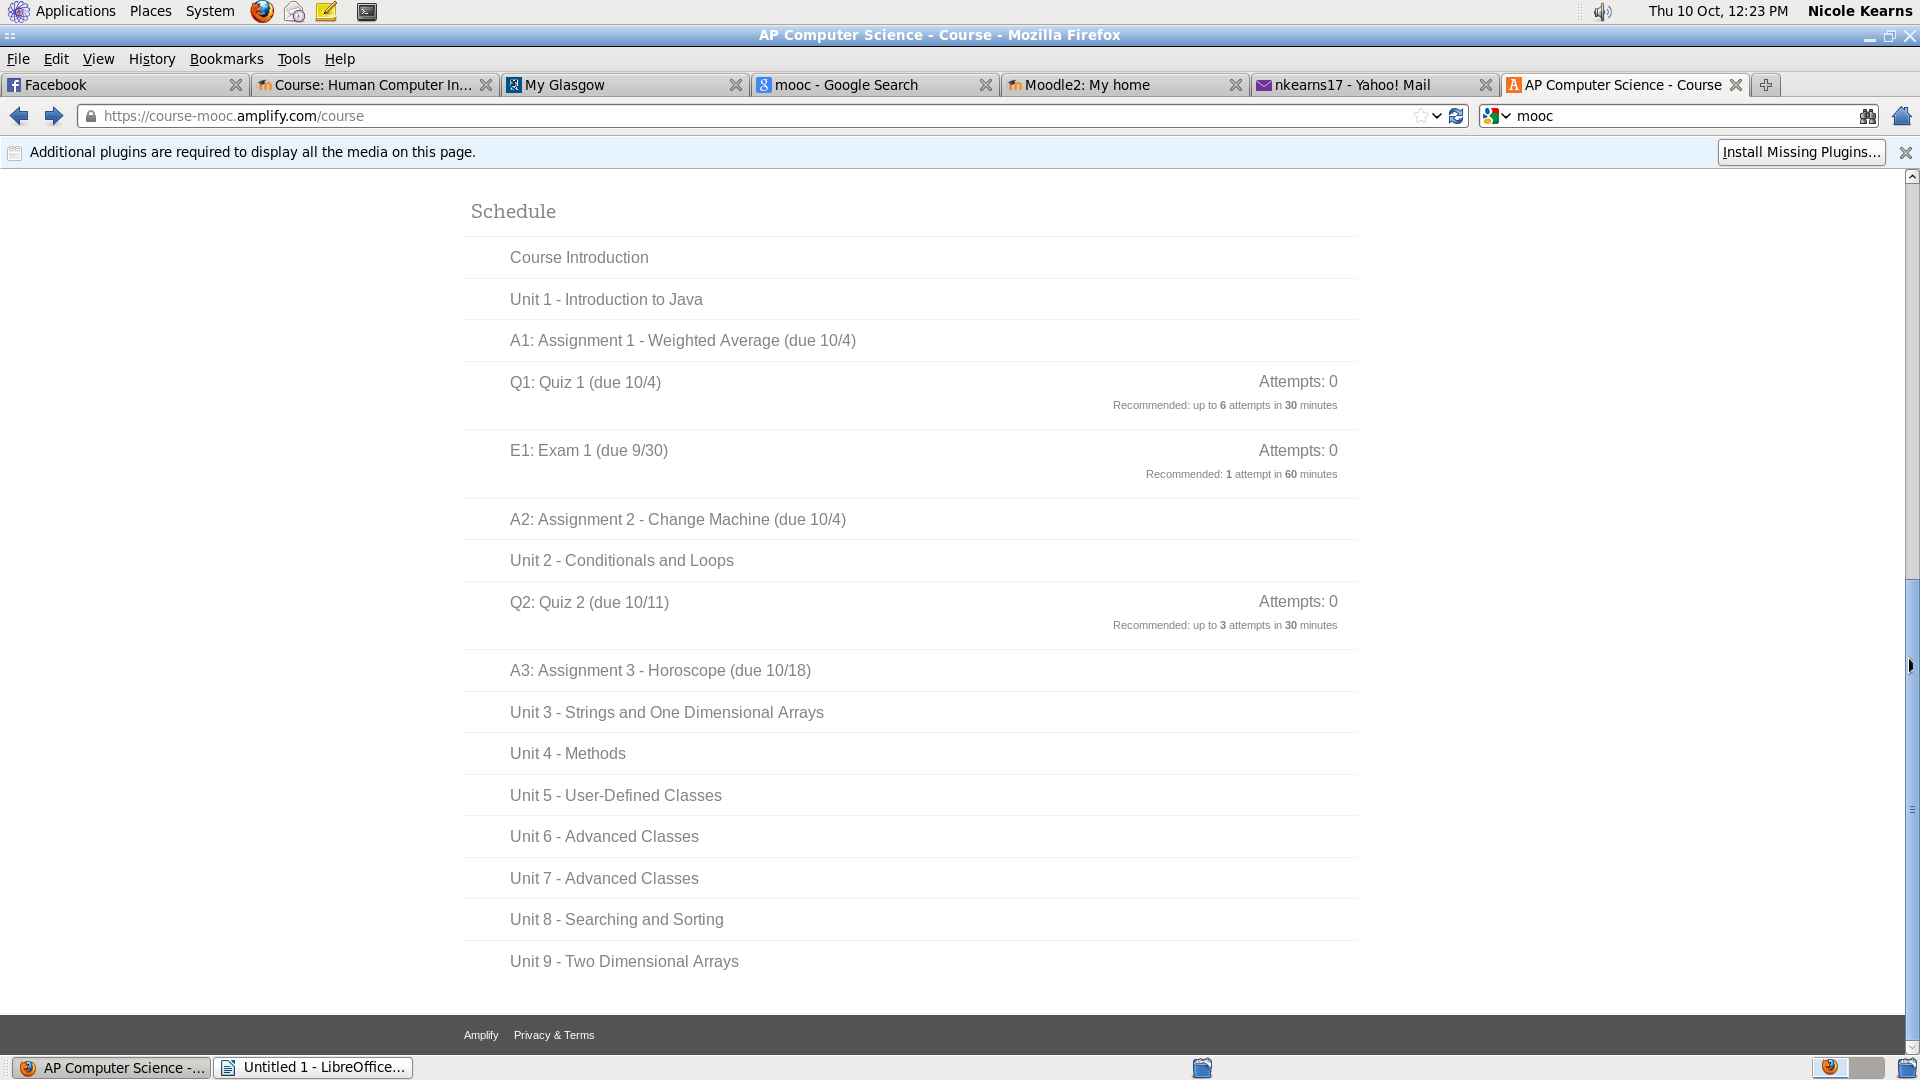 Applications Places System Thu 10 Oct, 12:23 PM Nicole Kearns
AP Computer Science - Course - Mozilla Firefox
File Edit View History Bookmarks Tools Help
Facebook Course: Human Computer In... My Glasgow mooc - Google Search Moodle2: My home nkearns17 - Yahoo! Mail AP Computer Science - Course
https://course-mooc.amplify.com/course mooc
Additional plugins are required to display all the media on this page. Install Missing Plugins...
Schedule
Course Introduction
Unit 1 - Introduction to Java
A1: Assignment 1 - Weighted Average (due 10/4)
Q1: Quiz 1 (due 10/4) Attempts: 0
Recommended: up to 6 attempts in 30 minutes
E1: Exam 1 (due 9/30) Attempts: 0
Recommended: 1 attempt in 60 minutes
A2: Assignment 2 - Change Machine (due 10/4)
Unit 2 - Conditionals and Loops
Q2: Quiz 2 (due 10/11) Attempts: 0
Recommended: up to 3 attempts in 30 minutes
A3: Assignment 3 - Horoscope (due 10/18)
Unit 3 - Strings and One Dimensional Arrays
Unit 4 - Methods
Unit 5 - User-Defined Classes
Unit 6 - Advanced Classes
Unit 7 - Advanced Classes
Unit 8 - Searching and Sorting
Unit 9 - Two Dimensional Arrays
Amplify Privacy & Terms
AP Computer Science -... Untitled 1 - LibreOffice...